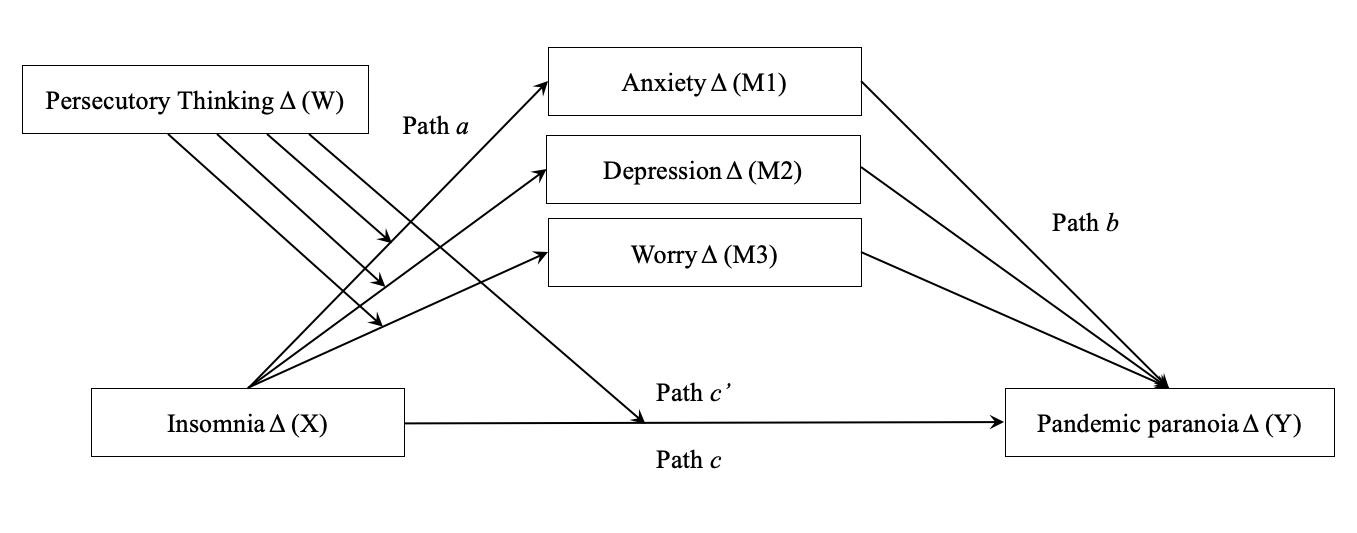 Anxiety Δ (M1)
Persecutory Thinking Δ (W)
Path a
Depression Δ (M2)
Path b
Worry Δ (M3)
Path c’
Insomnia Δ (X)
Pandemic paranoia Δ (Y)
Path c